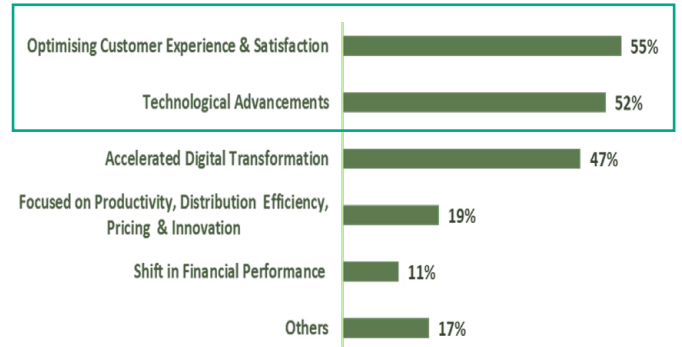 Optimising Customer Experience & Satisfaction 55%
Technological Advancements 52%
Accelerated Digital Transformation 47%
Focused on Productivity, Distribution Efficiency,
Pricing & Innovation 19%
Shift in Financial Performance 11%
Others 17%